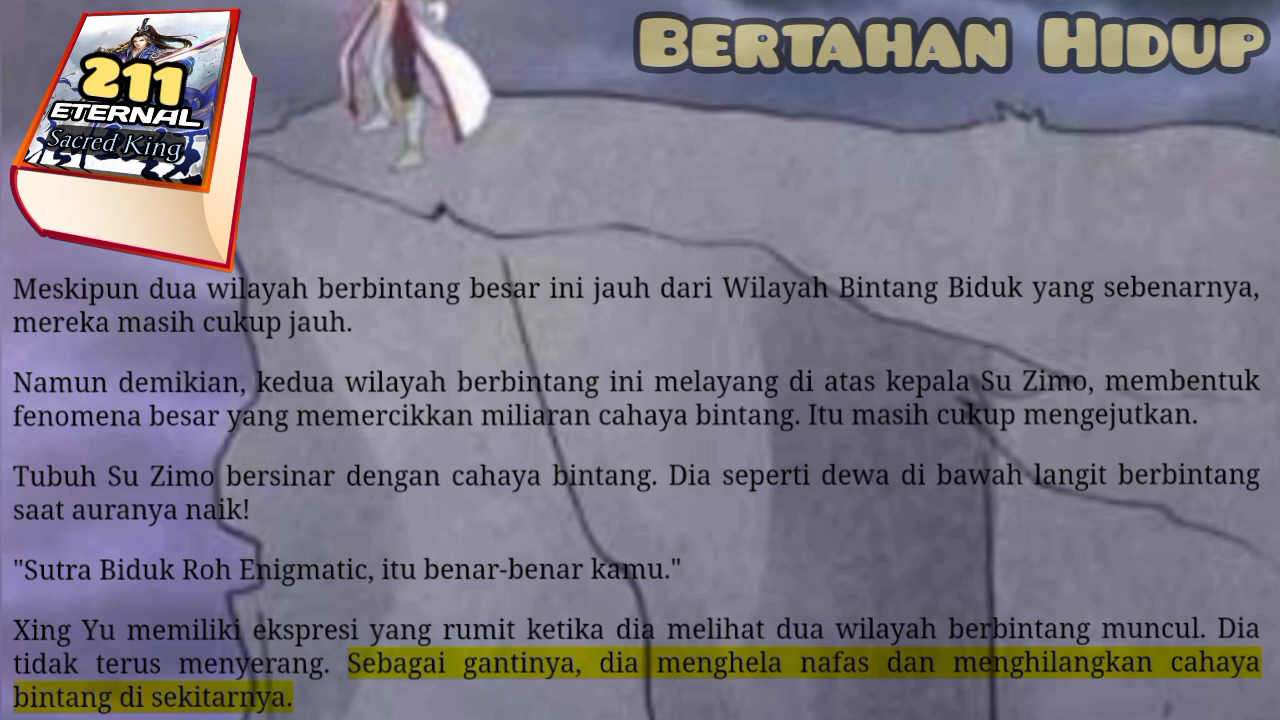 BERTAHAN HIDUP
211
ETERNAL
Sacred King
Meskipun dua wilayah berbintang besar ini jauh dari Wilayah Bintang Biduk yang sebenarnya,
mereka masih cukup jauh.
Namun demikian, kedua wilayah berbintang ini melayang di atas kepala Su Zimo, membentuk
fenomena besar yang memercikkan miliaran cahaya bintang. Itu masih cukup mengejutkan.
Tubuh Su Zimo bersinar dengan cahaya bintang. Dia seperti dewa di bawah langit berbintang
saat auranya naik!
"Sutra Biduk Roh Enigmatic, itu benar-benar kamu."
Xing Yu memiliki ekspresi yang rumit ketika dia melihat dua wilayah berbintang muncul. Dia
tidak terus menyerang. Sebagai gantinya, dia menghela nafas dan menghilangkan cahaya
bintang di sekitarnya.